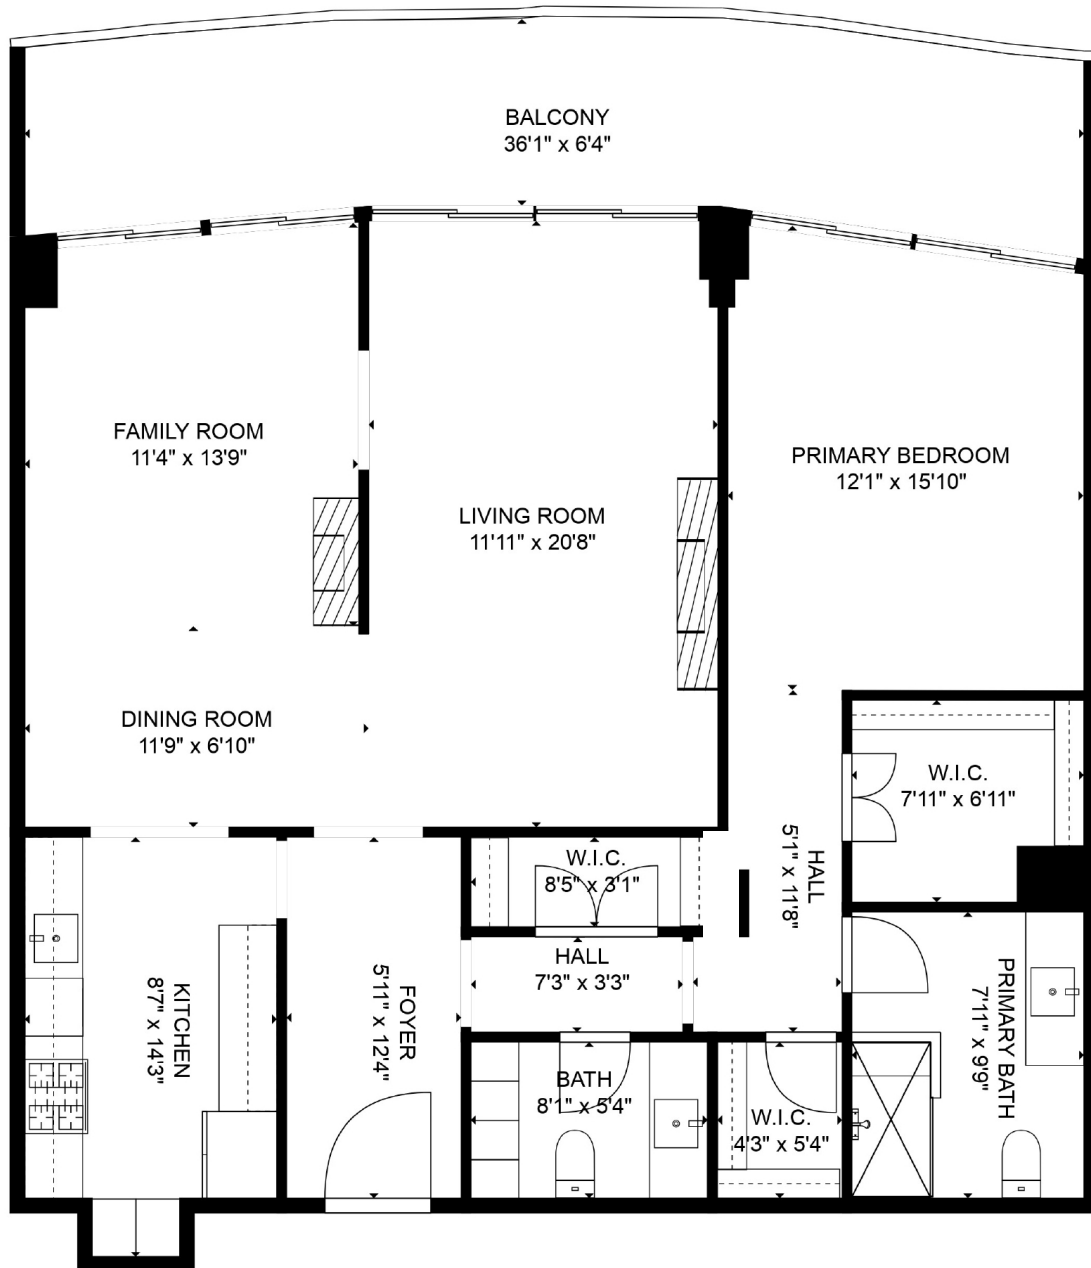 BALCONY
36'1" x 6'4"
FAMILY ROOM
11'4" x 13'9"
PRIMARY BEDROOM
12'1" x 15'10"
LIVING ROOM
11'11" x 20'8"
DINING ROOM
11'9" x 6'10"
W.I.C.
7'11" x 6'11"
W.I.C.
8'5" x 3'1"
HALL
5'1" x 11'8"
HALL
7'3" x 3'3"
KITCHEN
8'7" x 14'3"
FOYER
5'11" x 12'4"
PRIMARY BATH
7'11" x 9'9"
BATH
8'1" x 5'4"
W.I.C.
4'3" x 5'4"